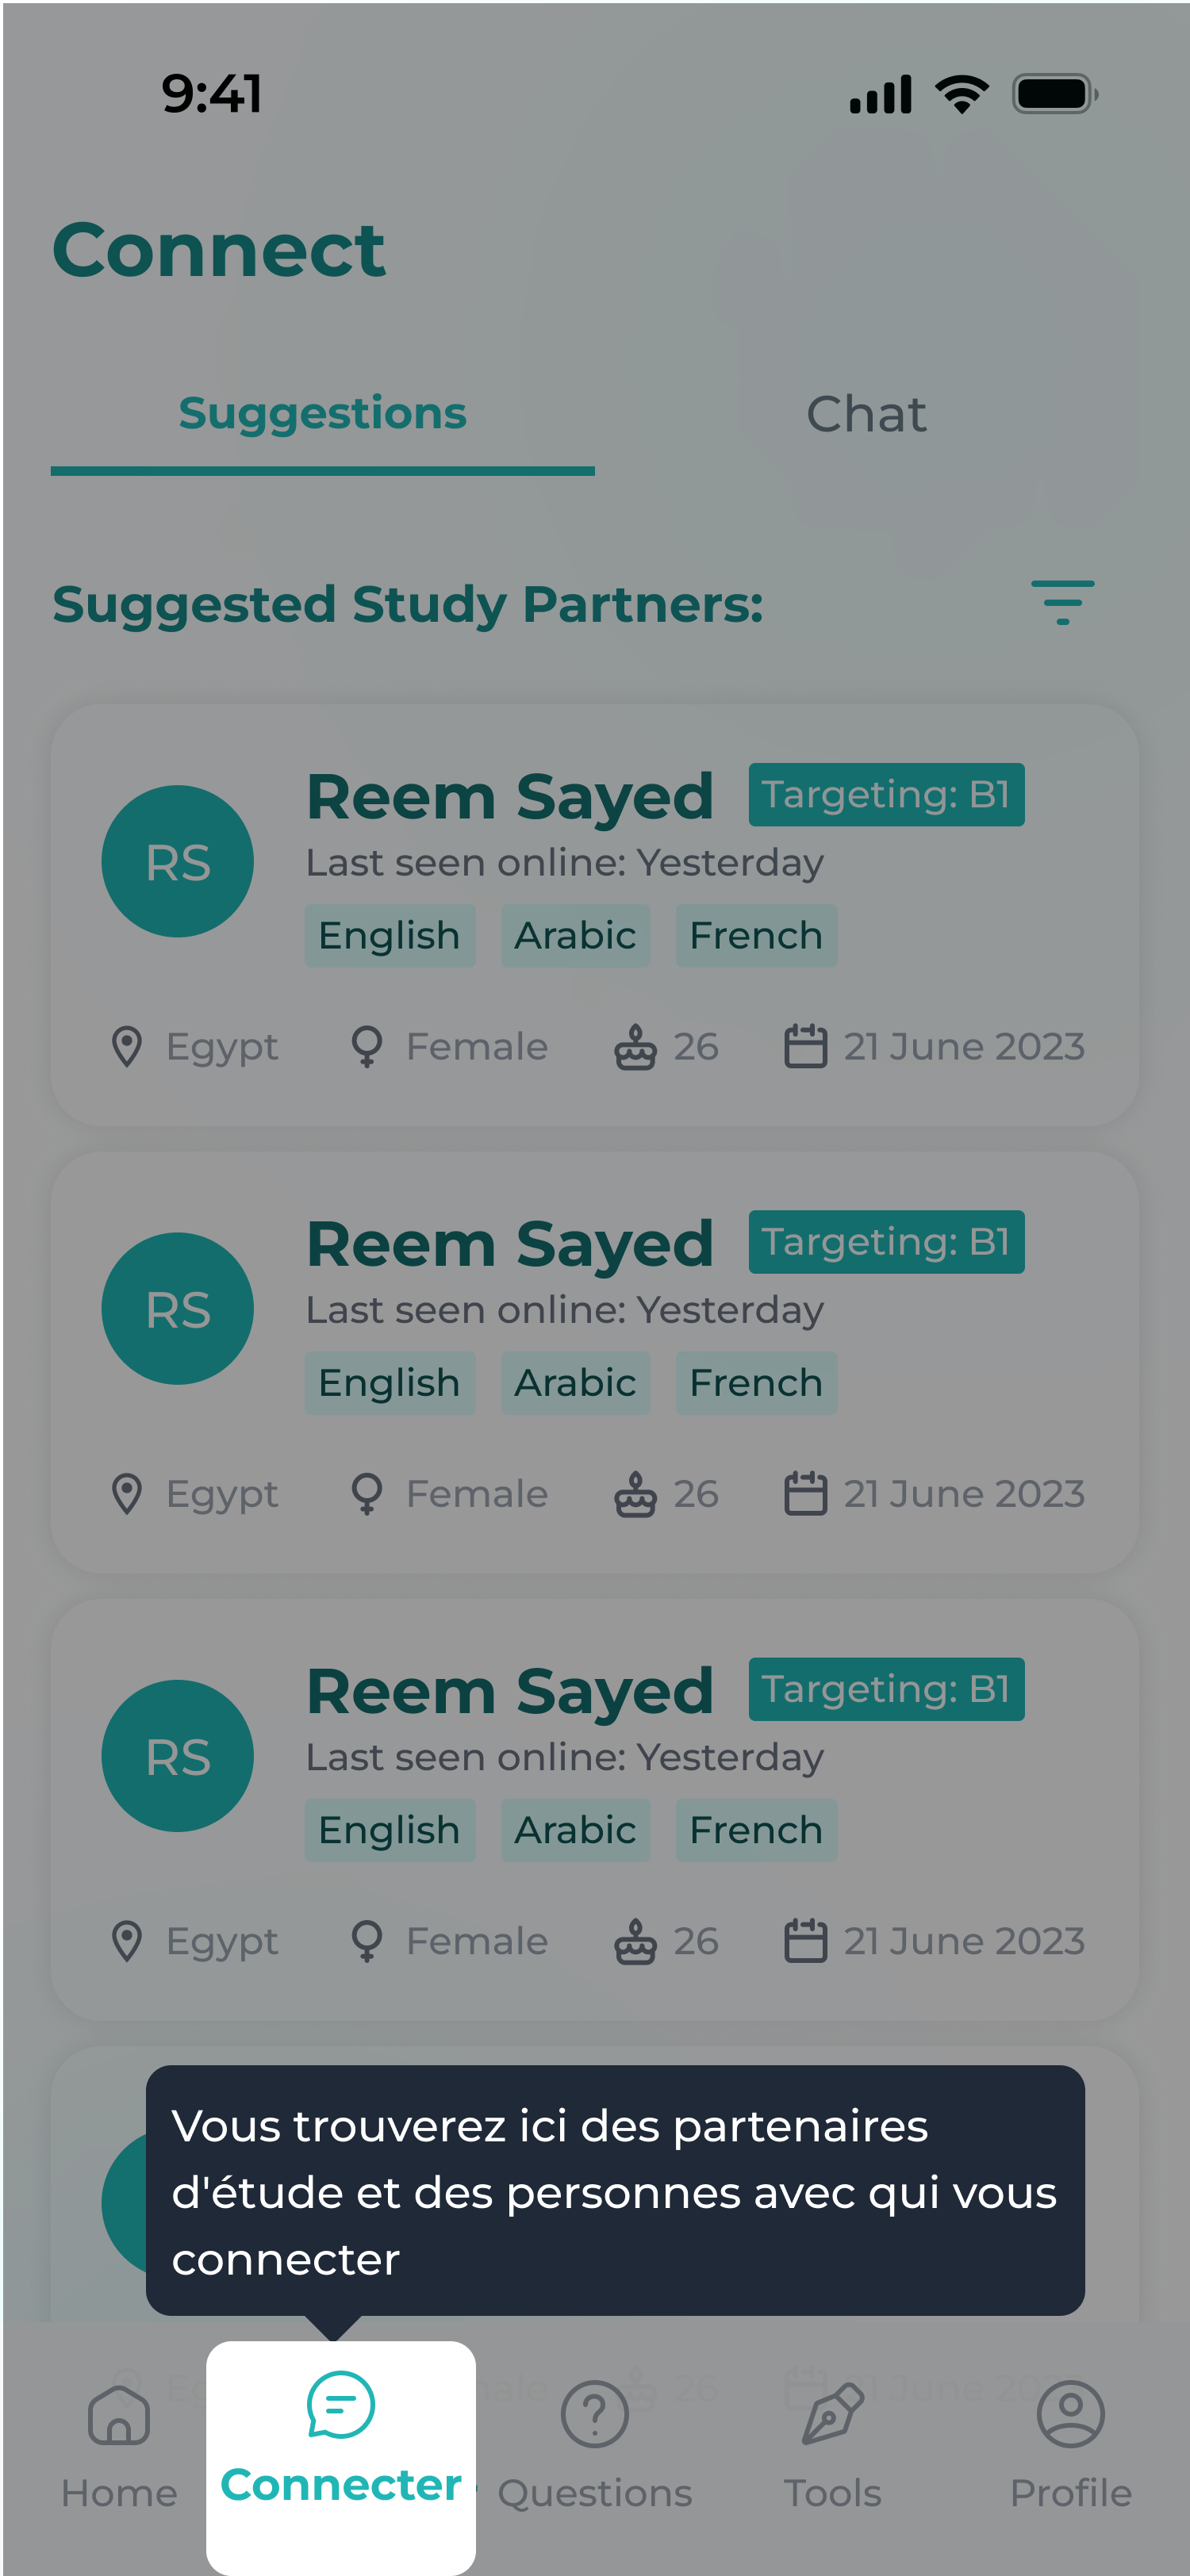 9:41
Connect
Suggestions Chat
Suggested Study Partners:
Reem Sayed Targeting: B1
RS
Last seen online: Yesterday
English Arabic French
Egypt Female 26 21 June 2023
Reem Sayed Targeting: B1
RS
Last seen online: Yesterday
English Arabic French
Egypt Female 26 21 June 2023
Reem Sayed Targeting: B1
RS
Last seen online: Yesterday
English Arabic French
Egypt Female 26 21 June 2023
Vous trouverez ici des partenaires
d'étude et des personnes avec qui vous
connecter
26
Home Connecter Questions Tools Profile